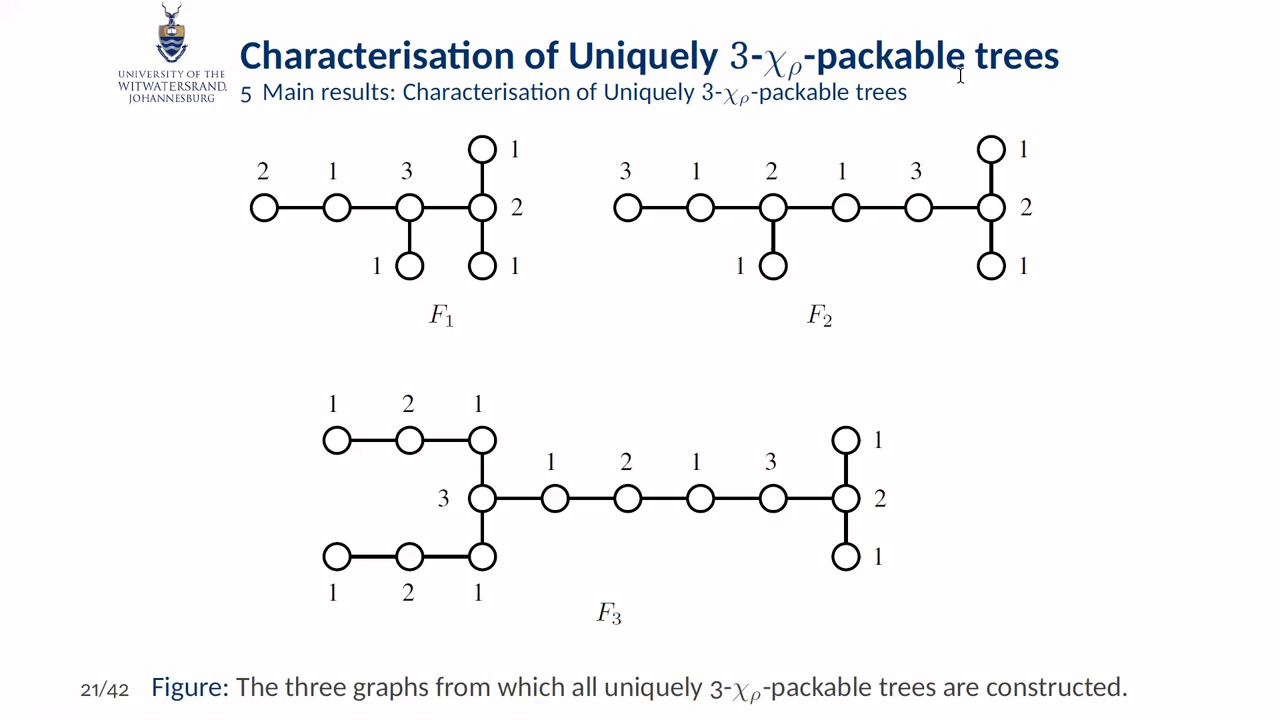 UNIVERSITY OF THE
WITWATERSRAND,
JOHANNESBURG
Characterisation of Uniquely 3-χρ-packable trees
5 Main results: Characterisation of Uniquely 3-χρ-packable trees
1
2 1 3
2
1 1
F1
1
3 1 2 1 3
2
1 1
F2
1 2 1
1
1 2 1 3
3 2
1
1 2 1
F3
21/42 Figure: The three graphs from which all uniquely 3-χρ-packable trees are constructed.